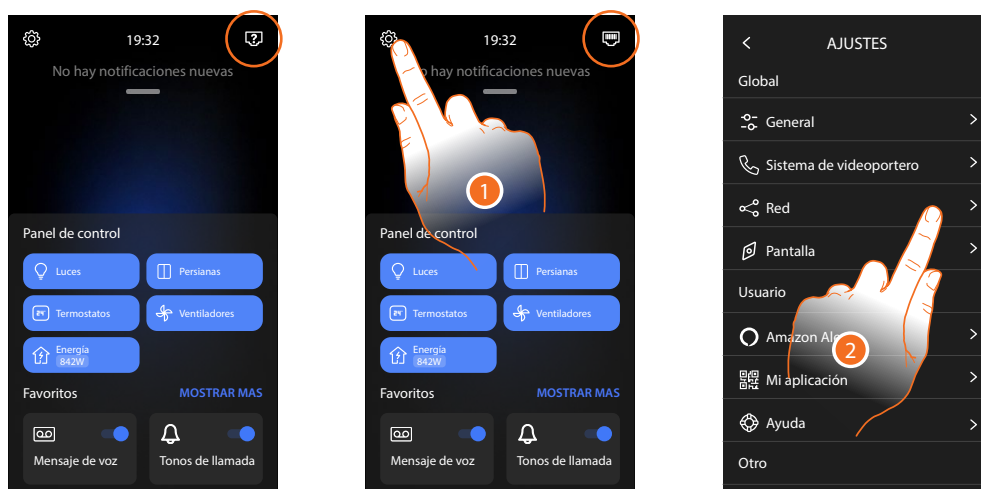 19:32
No hay notificaciones nuevas
Panel de control
Luces
Persianas
Termostatos
Ventiladores
Energía
842W
Favoritos
MOSTRAR MAS
Mensaje de voz
Tonos de llamada
19:32
hay notificaciones nuevas
1
Panel de control
Luces
Persianas
Termostatos
Ventiladores
Energía
842W
Favoritos
MOSTRAR MAS
Mensaje de voz
Tonos de llamada
AJUSTES
Global
General
Sistema de videoportero
Red
Pantalla
Usuario
Amazon Ale
2
Mi aplicación
Ayuda
Otro